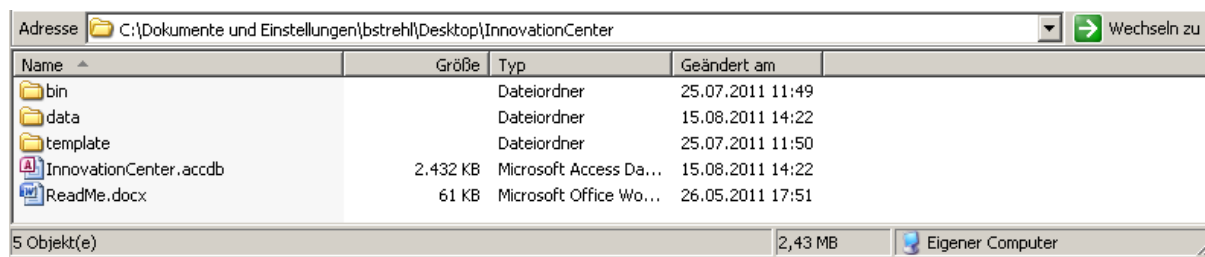 Adresse C:\Dokumente und Einstellungen\bstrehl\Desktop\InnovationCenter Wechseln zu
Name Größe Typ Geändert am
bin Dateiordner 25.07.2011 11:49
data Dateiordner 15.08.2011 14:22
template Dateiordner 25.07.2011 11:50
InnovationCenter.accdb 2.432 KB Microsoft Access Da... 15.08.2011 14:22
ReadMe.docx 61 KB Microsoft Office Wo... 26.05.2011 17:51
5 Objekt(e) 2,43 MB Eigener Computer